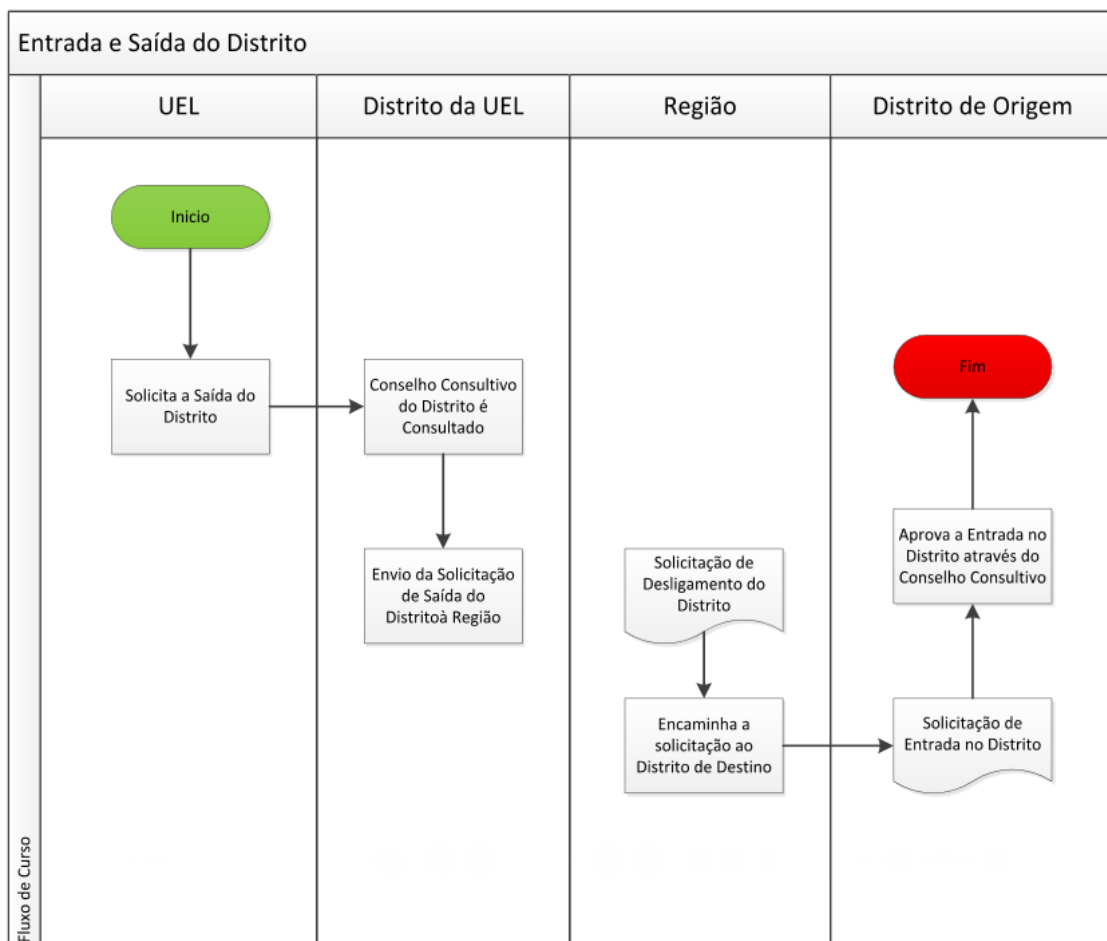 Entrada e Saída do Distrito
UEL
Distrito da UEL
Região
Distrito de Origem
Inicio
Solicita a Saída do
Distrito
Conselho Consultivo
do Distrito é
Consultado
Envio da Solicitação
de Saída do
Distritoà Região
Solicitação de
Desligamento do
Distrito
Encaminha a
solicitação ao
Distrito de Destino
Solicitação de
Entrada no Distrito
Aprova a Entrada no
Distrito através do
Conselho Consultivo
Fim
Fluxo de Curso